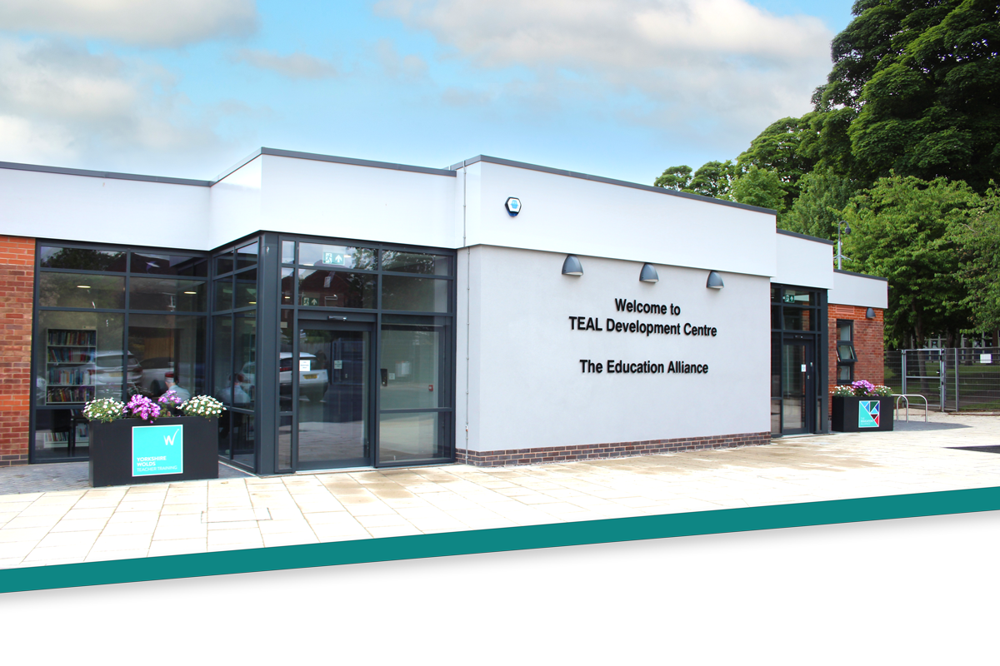 Welcome to
TEAL Development Centre
The Education Alliance
YORKSHIRE
WOLDS
TEACHER TRAINING